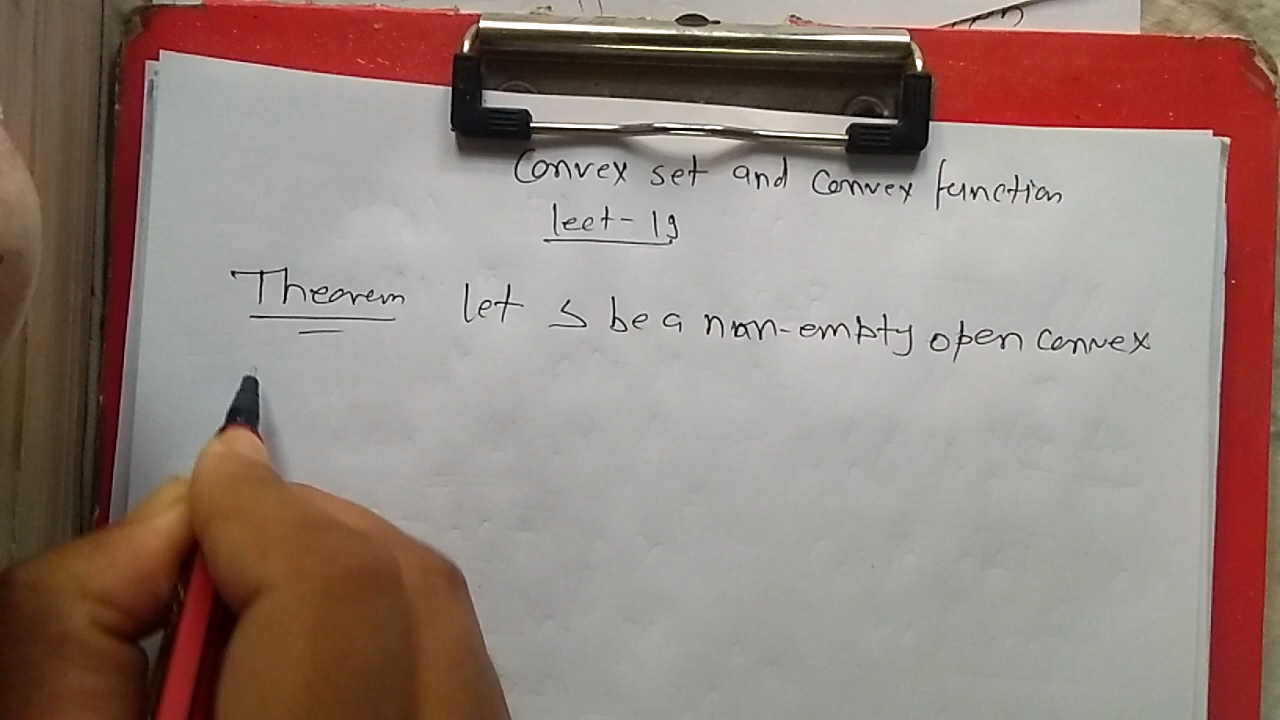 Convex set and Convex function
lect-19
Theorem let S be a non-empty open convex